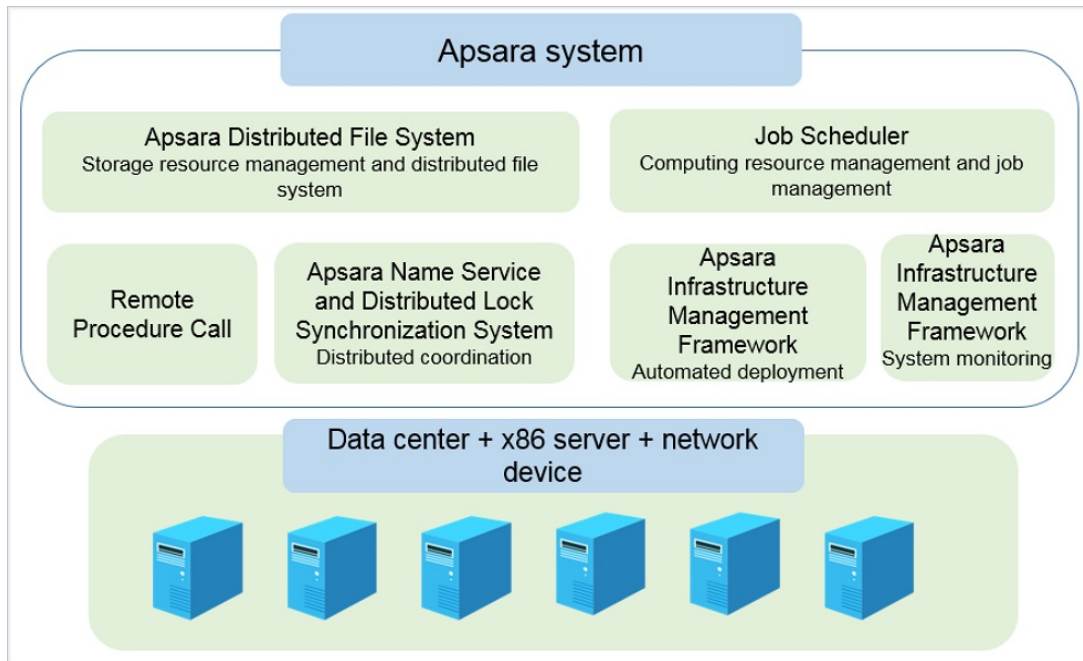 Apsara system
Apsara Distributed File System
Storage resource management and distributed file
system
Job Scheduler
Computing resource management and job
management
Remote
Procedure Call
Apsara Name Service
and Distributed Lock
Synchronization System
Distributed coordination
Apsara
Infrastructure
Management
Framework
Automated deployment
Apsara
Infrastructure
Management
Framework
System monitoring
Data center + x86 server + network
device